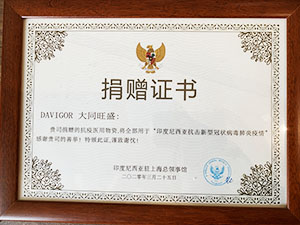 捐赠证书
DAVIGOR 大同旺盛:
贵司捐赠的抗疫医用物资,将全部用于“印度尼西亚抗击新型冠状病毒肺炎疫情”
感谢贵司的善举!特颁此证,谨致谢忱!
印度尼西亚驻上海总领事馆
二〇二〇年三月二十五日